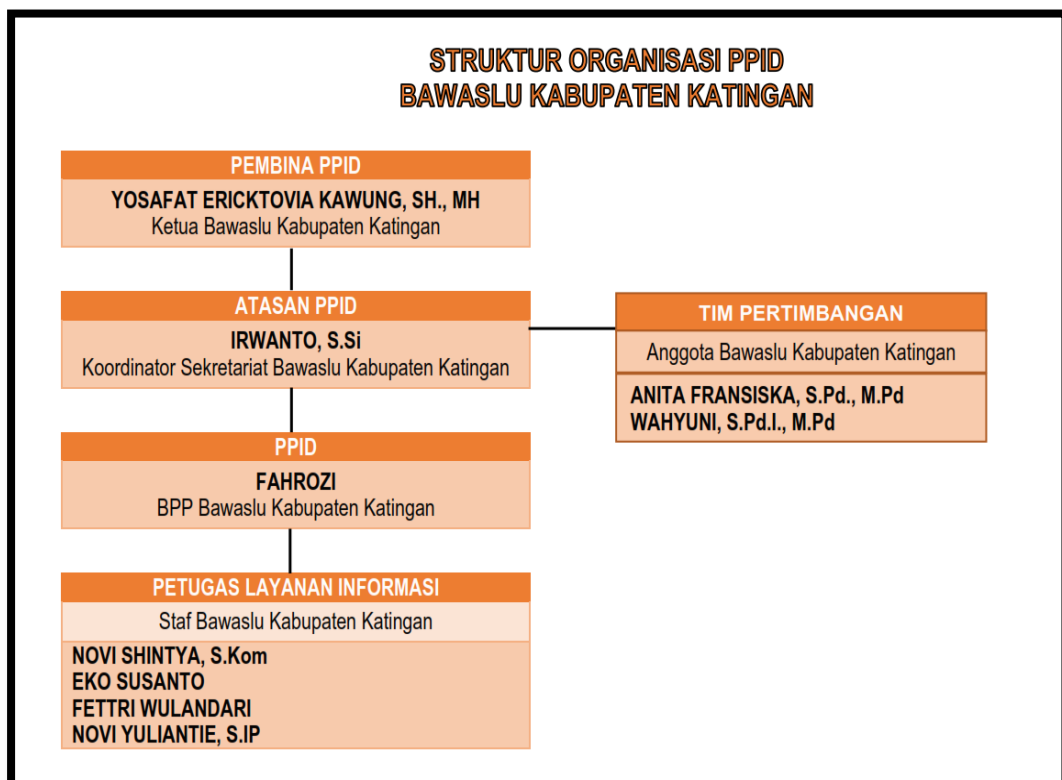 STRUKTUR ORGANISASI PPID
BAWASLU KABUPATEN KATINGAN
PEMBINA PPID
YOSAFAT ERICKTOVIA KAWUNG, SH., MH
Ketua Bawaslu Kabupaten Katingan
ATASAN PPID
IRWANTO, S.Si
Koordinator Sekretariat Bawaslu Kabupaten Katingan
TIM PERTIMBANGAN
Anggota Bawaslu Kabupaten Katingan
ANITA FRANSISKA, S.Pd., M.Pd
WAHYUNI, S.Pd.I., M.Pd
PPID
FAHROZI
BPP Bawaslu Kabupaten Katingan
PETUGAS LAYANAN INFORMASI
Staf Bawaslu Kabupaten Katingan
NOVI SHINTYA, S.Kom
EKO SUSANTO
FETTRI WULANDARI
NOVI YULIANTIE, S.IP